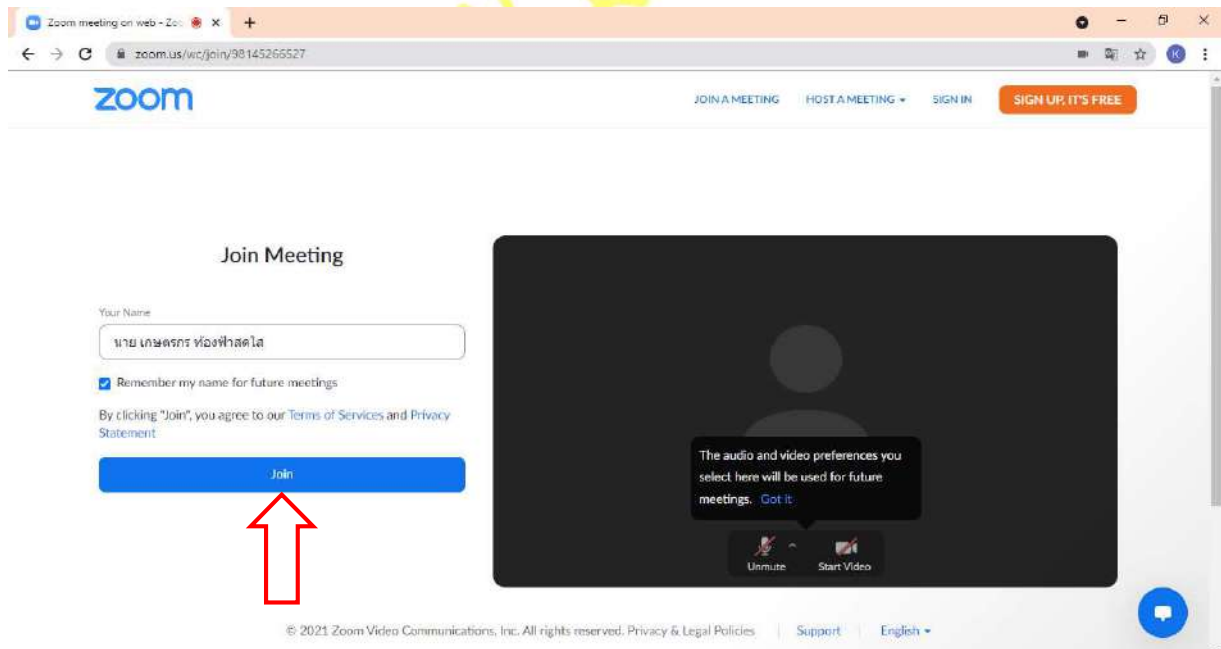 Zoom meeting on web - Zo
zoom.us/wc/join/98145266527
K
zoom
JOIN A MEETING HOST A MEETING SIGN IN SIGN UP, IT'S FREE
Join Meeting
Your Name
นาย เกษตรกร ท้องฟ้าสดใส
Remember my name for future meetings
By clicking "Join", you agree to our Terms of Services and Privacy
Statement
Join
The audio and video preferences you
select here will be used for future
meetings. Got it
Unmute Start Video
© 2021 Zoom Video Communications, Inc. All rights reserved. Privacy & Legal Policies | Support | English